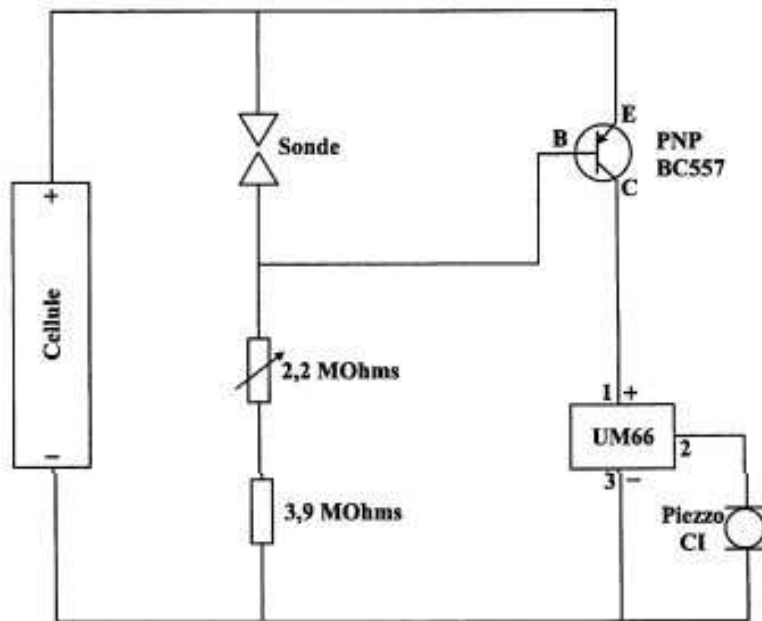 E
B
PNP
BC557
C
Sonde
+
Cellule
−
2,2 MOhms
3,9 MOhms
1 +
UM66
2
3 −
Piezzo
CI